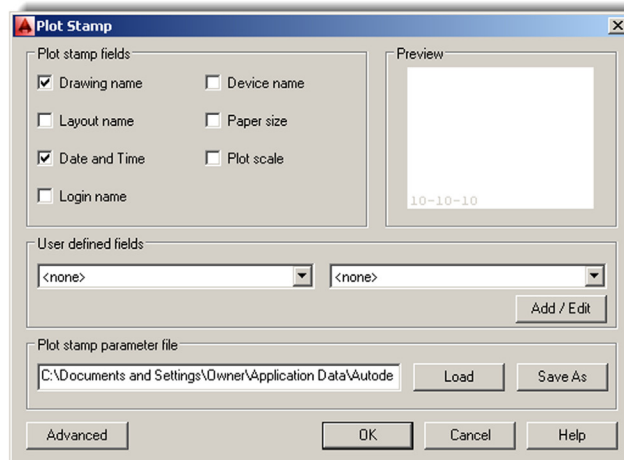 Plot Stamp
Plot stamp fields
Drawing name
Device name
Layout name
Paper size
Date and Time
Plot scale
Login name
Preview
10-10-10
User defined fields
<none>
<none>
Add / Edit
Plot stamp parameter file
C:\Documents and Settings\Owner\Application Data\Autode
Load
Save As
Advanced
OK
Cancel
Help